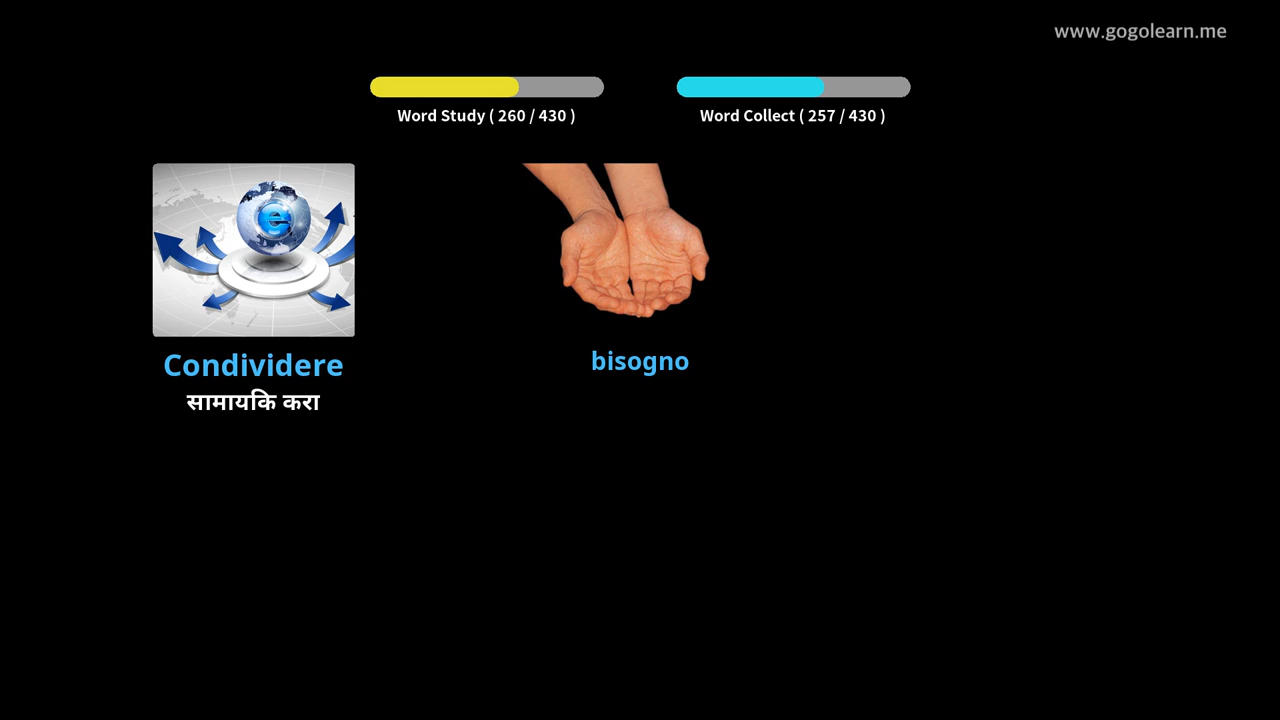 www.gogolearn.me
Word Study ( 260 / 430 )
Word Collect ( 257 / 430 )
e
Condividere
bisogno
सामायकि करा